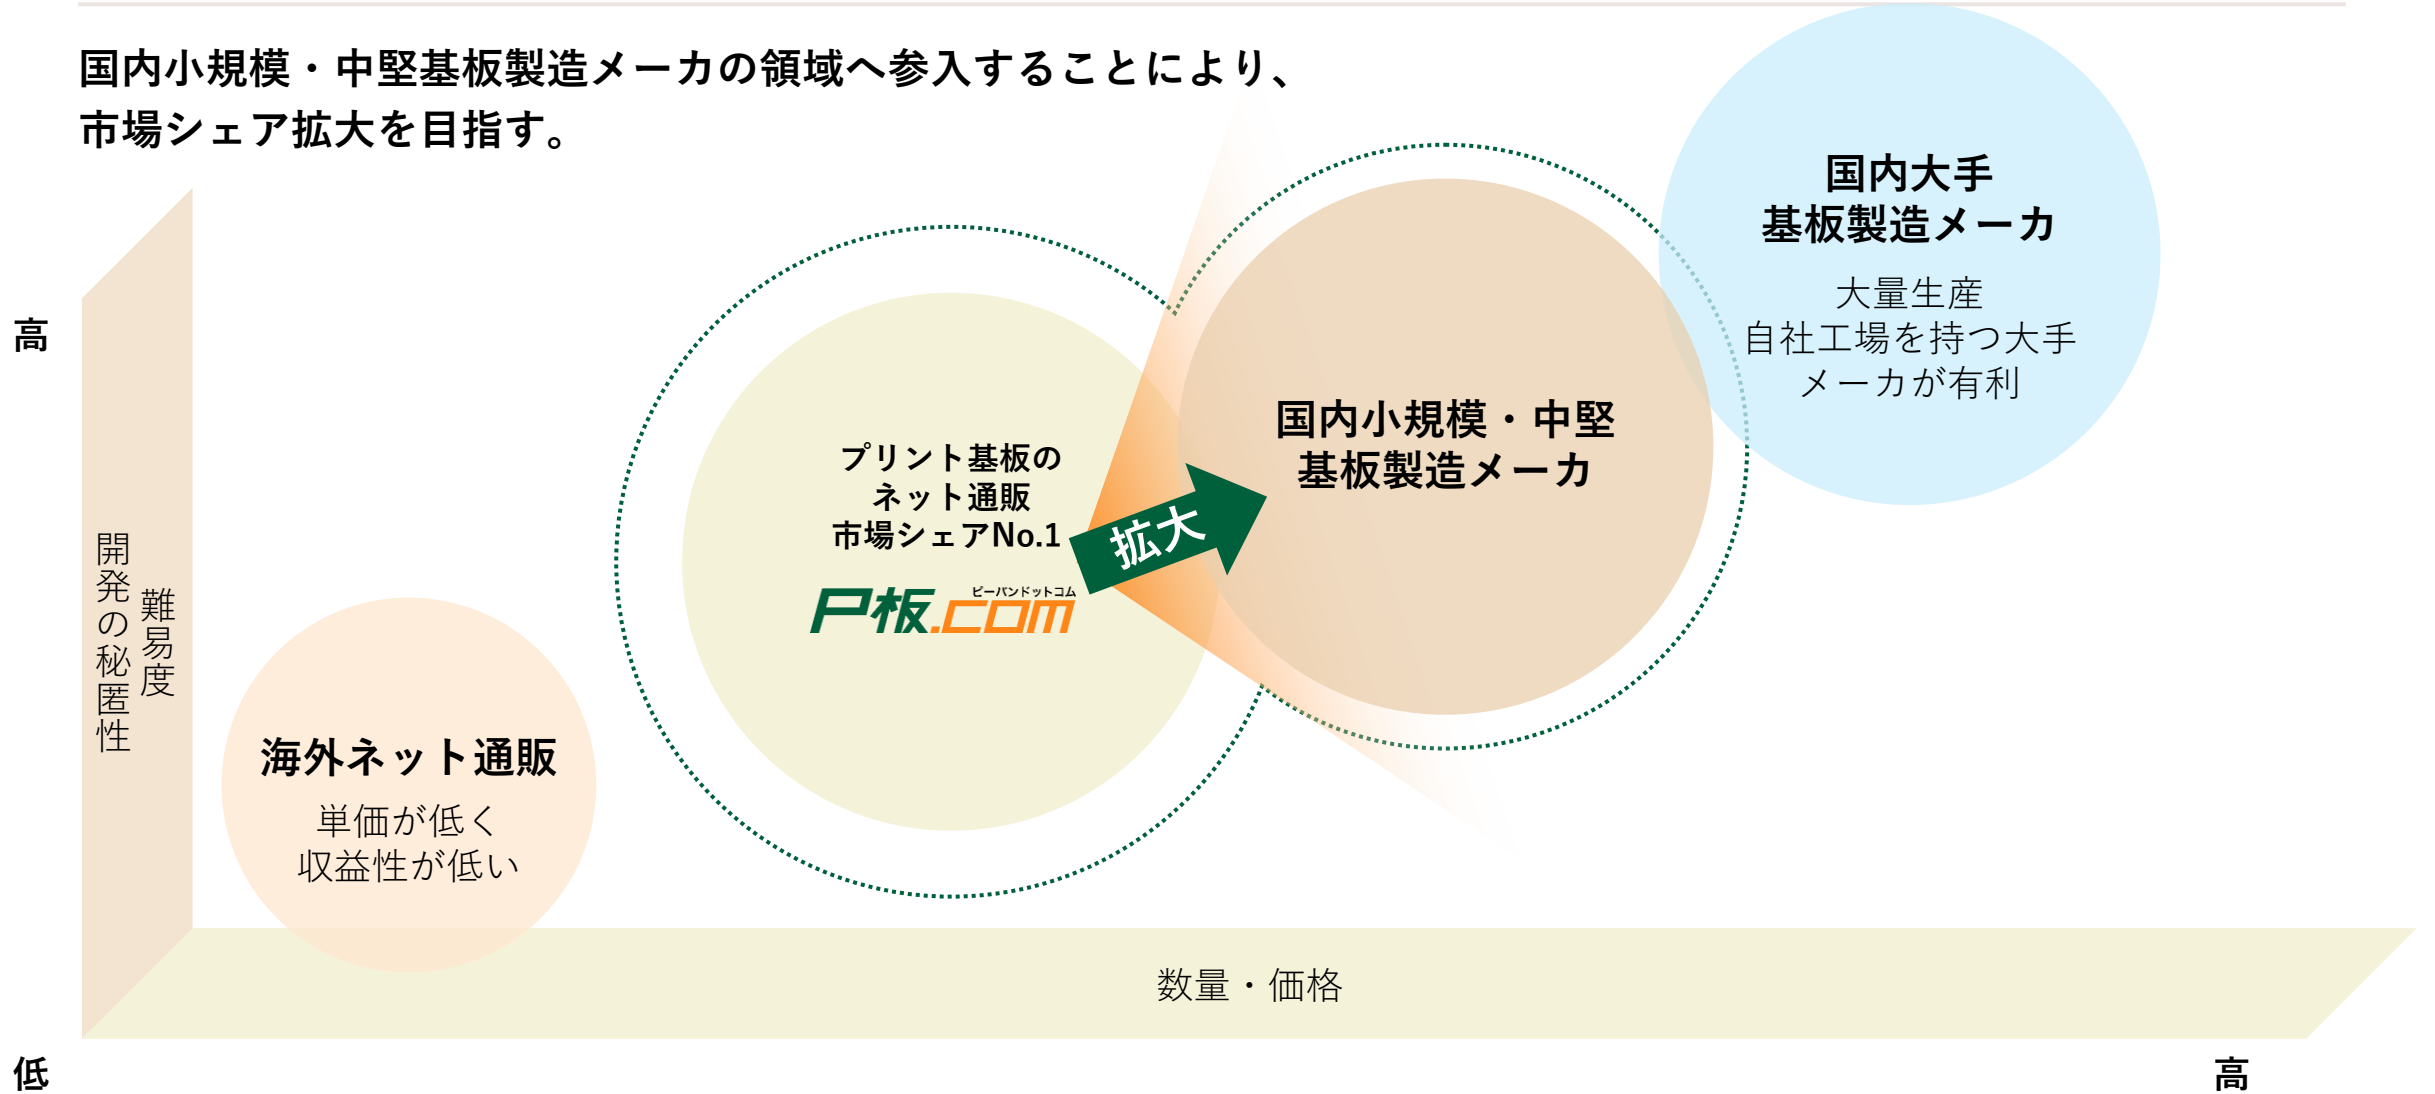 国内小規模・中堅基板製造メーカの領域へ参入することにより、
市場シェア拡大を目指す。
国内大手
基板製造メーカ
大量生産
自社工場を持つ大手
メーカが有利
高
国内小規模・中堅
基板製造メーカ
プリント基板の
ネット通販
市場シェアNo.1
拡大
ピーバンドットコム
P板.com
難易度
開発の秘匿性
海外ネット通販
単価が低く
収益性が低い
数量・価格
低
高